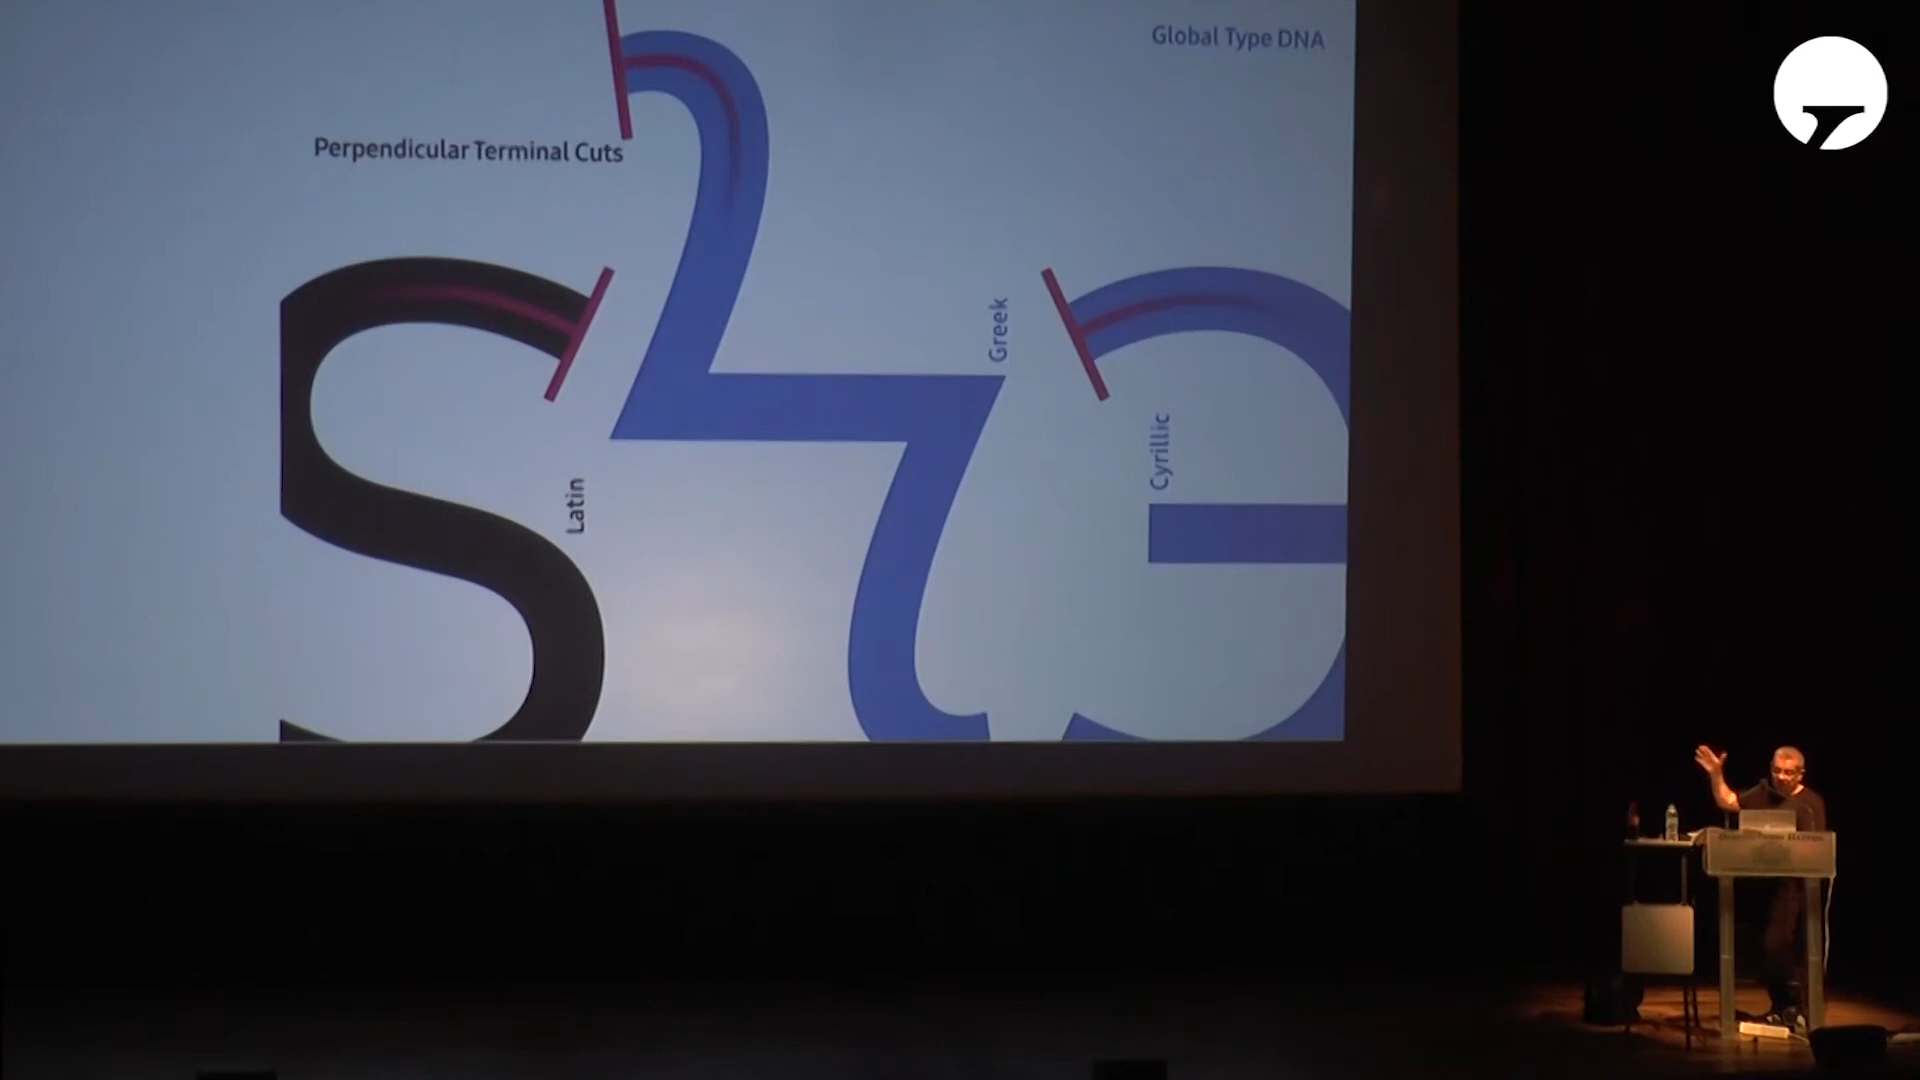 Global Type DNA
Perpendicular Terminal Cuts
Latin
Greek
Cyrillic